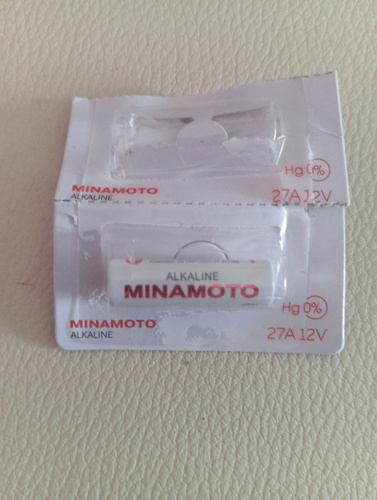 Hg 0%
MINAMOTO
ALKALINE
27A 12V
ALKALINE
MINAMOTO
Hg 0%
MINAMOTO
ALKALINE
27A 12V